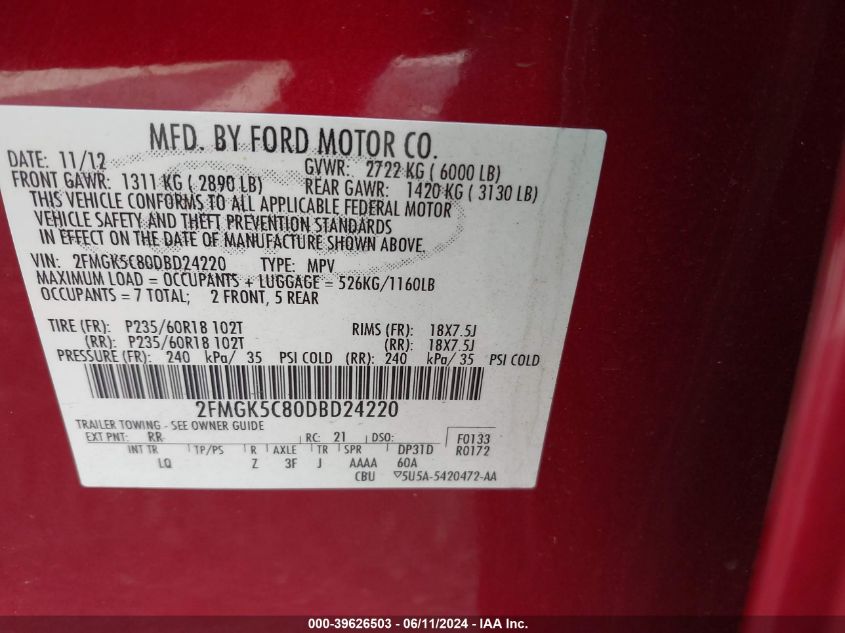 MFD. BY FORD MOTOR CO.
DATE: 11/12 GVWR: 2722 KG ( 6000 LB)
FRONT GAWR: 1311 KG ( 2890 LB) REAR GAWR: 1420 KG ( 3130 LB)
THIS VEHICLE CONFORMS TO ALL APPLICABLE FEDERAL MOTOR
VEHICLE SAFETY AND THEFT PREVENTION STANDARDS
IN EFFECT ON THE DATE OF MANUFACTURE SHOWN ABOVE.
VIN: 2FMGK5C80DBD24220 TYPE: MPV
MAXIMUM LOAD = OCCUPANTS + LUGGAGE = 526KG/1160LB
OCCUPANTS = 7 TOTAL; 2 FRONT, 5 REAR
TIRE (FR): P235/60R18 102T RIMS (FR): 18X7.5J
(RR): P235/60R18 102T (RR): 18X7.5J
PRESSURE (FR): 240 kPa/ 35 PSI COLD (RR): 240 kPa/ 35 PSI COLD
2FMGK5C80DBD24220
TRAILER TOWING - SEE OWNER GUIDE
EXT PNT: RR RC: 21 DSO: F0133
INT TR TP/PS R AXLE TR SPR DP31D R0172
LQ Z 3F J AAAA 60A
CBU 5U5A-5420472-AA
000-39626503 - 06/11/2024 - IAA Inc.